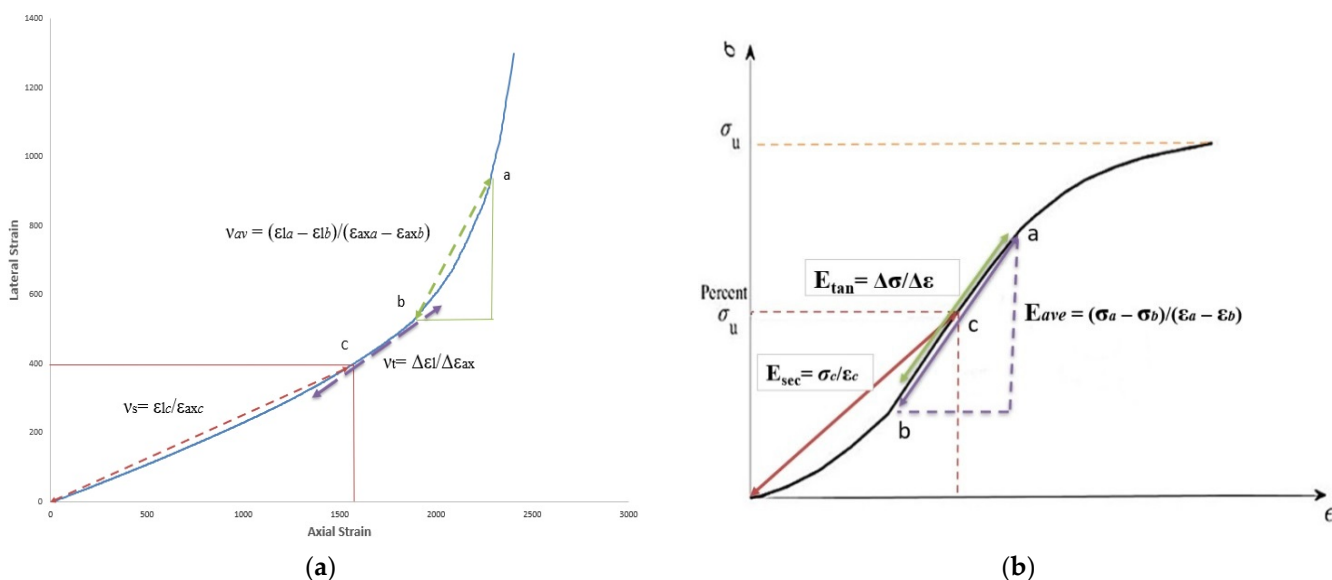 1400
1200
1000
800
600
400
200
0
0
500
1000
1500
2000
2500
3000
Lateral Strain
Axial Strain
a
b
c
νav = (εla − εlb)/(εaxa − εaxb)
νt= Δεl/Δεax
νs= εlc/εaxc
(a)
σ
σu
Percent
σu
a
Etan= Δσ/Δε
Eave = (σa − σb)/(εa − εb)
c
Esec= σc/εc
b
ϵ
(b)